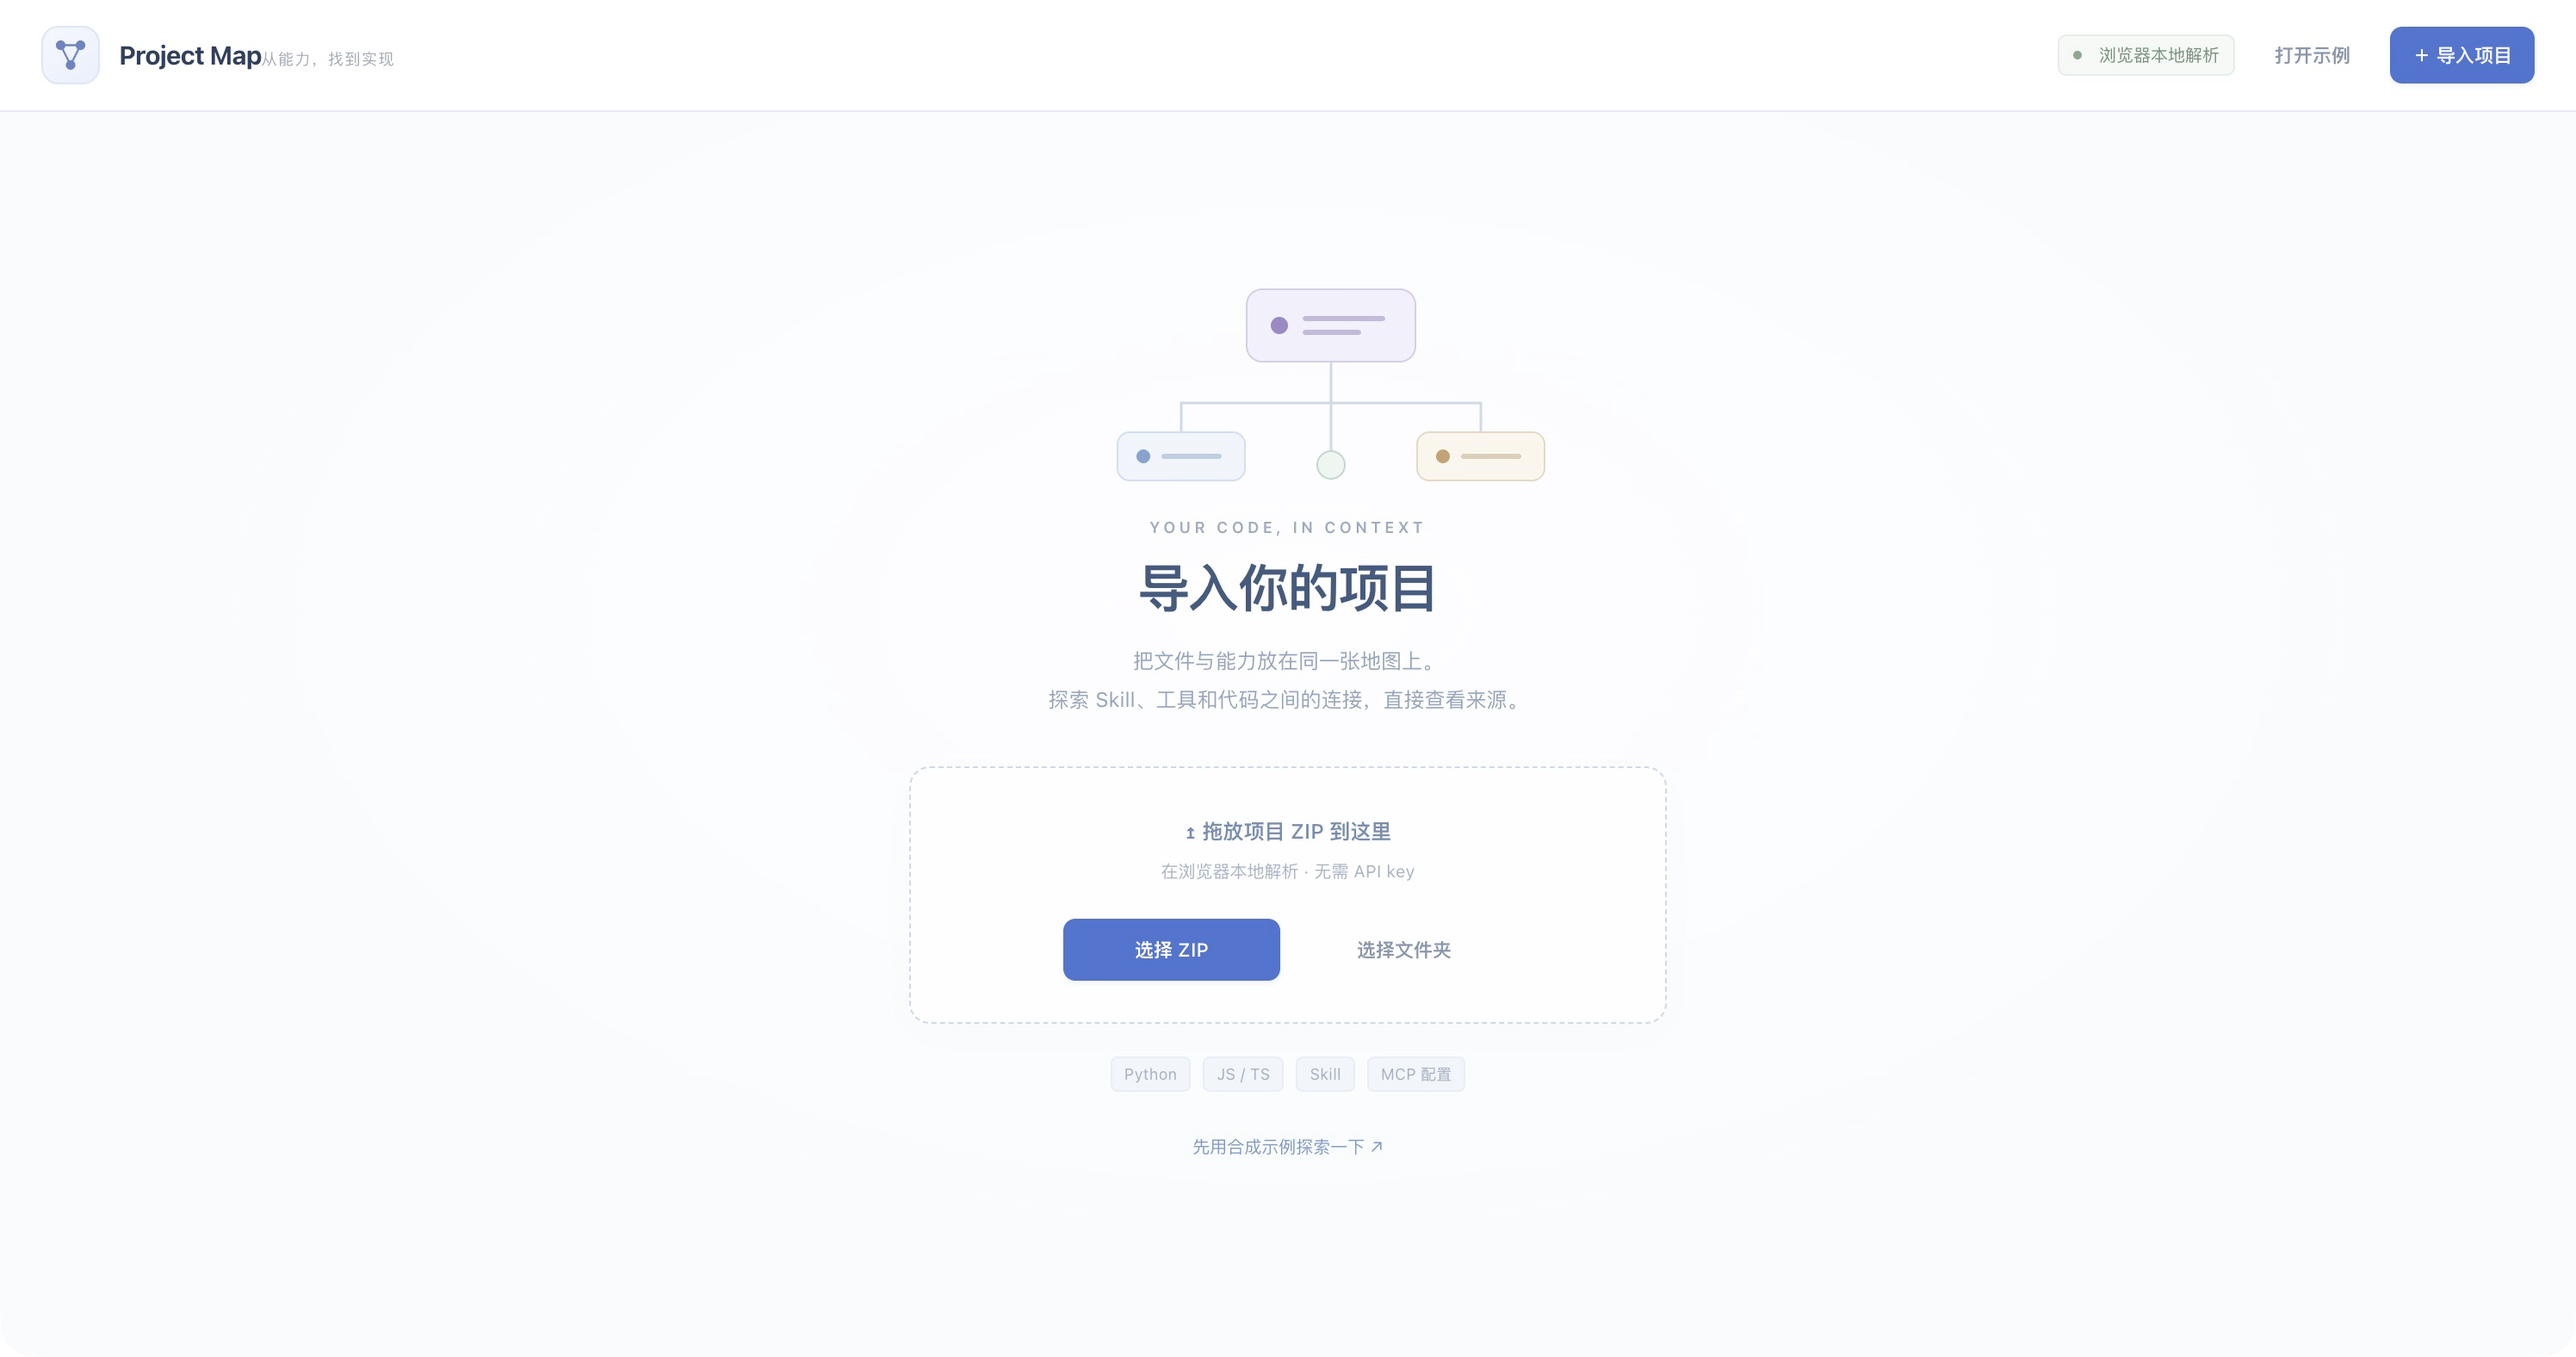 Project Map 从能力，找到实现
浏览器本地解析
打开示例
+ 导入项目
YOUR CODE, IN CONTEXT
导入你的项目
把文件与能力放在同一张地图上。
探索 Skill、工具和代码之间的连接，直接查看来源。
↥ 拖放项目 ZIP 到这里
在浏览器本地解析 · 无需 API key
选择 ZIP
选择文件夹
Python
JS / TS
Skill
MCP 配置
先用合成示例探索一下 ↗